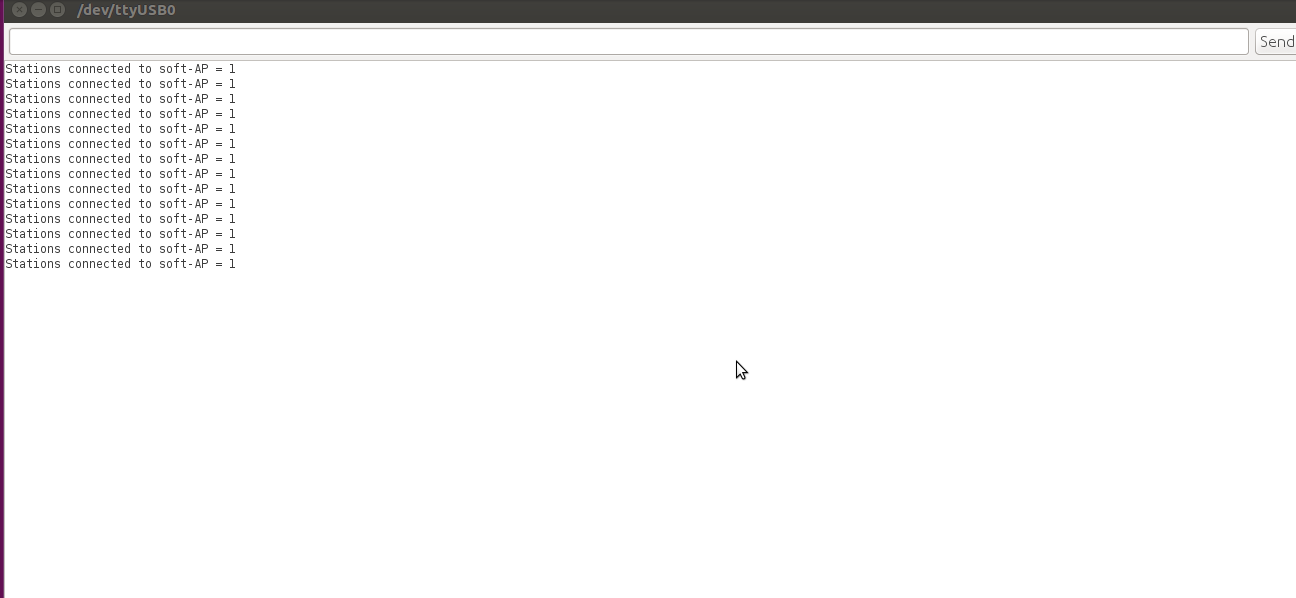 /dev/ttyUSB0
Send
Stations connected to soft-AP = 1
Stations connected to soft-AP = 1
Stations connected to soft-AP = 1
Stations connected to soft-AP = 1
Stations connected to soft-AP = 1
Stations connected to soft-AP = 1
Stations connected to soft-AP = 1
Stations connected to soft-AP = 1
Stations connected to soft-AP = 1
Stations connected to soft-AP = 1
Stations connected to soft-AP = 1
Stations connected to soft-AP = 1
Stations connected to soft-AP = 1
Stations connected to soft-AP = 1